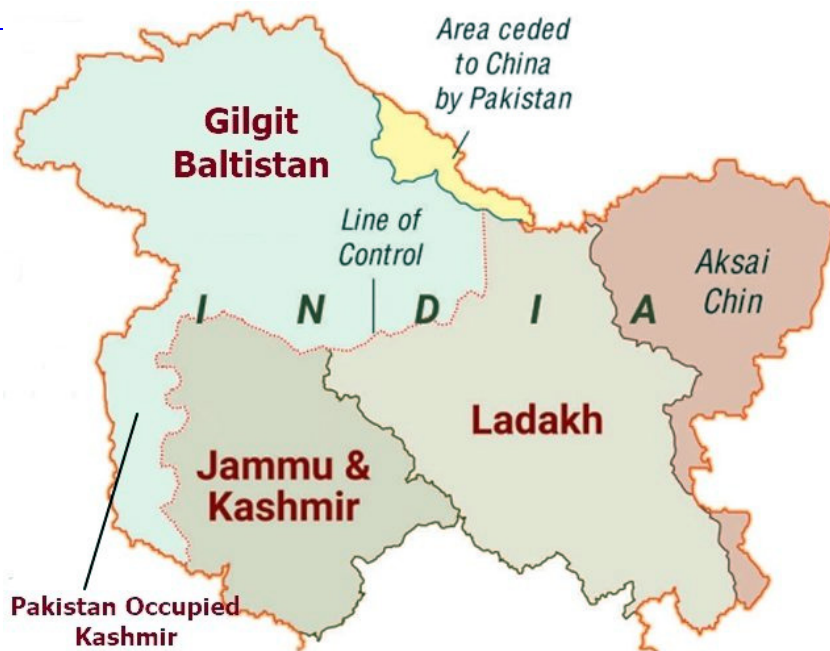 Area ceded
to China
by Pakistan
Gilgit
Baltistan
Line of
Control
Aksai
Chin
I N D I A
Ladakh
Jammu &
Kashmir
Pakistan Occupied
Kashmir